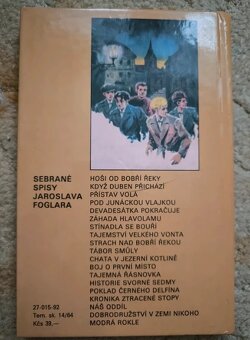 SEBRANÉ
SPISY
JAROSLAVA
FOGLARA
HOŠI OD BOBŘÍ ŘEKY
KDYŽ DUBEN PŘICHÁZÍ
PŘÍSTAV VOLÁ
POD JUNÁCKOU VLAJKOU
DEVADESÁTKA POKRAČUJE
ZÁHADA HLAVOLAMU
STÍNADLA SE BOUŘÍ
TAJEMSTVÍ VELKÉHO VONTA
STRACH NAD BOBŘÍ ŘEKOU
TÁBOR SMŮLY
CHATA V JEZERNÍ KOTLINĚ
BOJ O PRVNÍ MÍSTO
TAJEMNÁ ŘÁSNOVKA
HISTORIE SVORNÉ SEDMY
POKLAD ČERNÉHO DELFÍNA
KRONIKA ZTRACENÉ STOPY
NÁŠ ODDÍL
DOBRODRUŽSTVÍ V ZEMI NIKOHO
MODRÁ ROKLE
27-015-92
Tem. sk. 14/64
Kčs 39,—